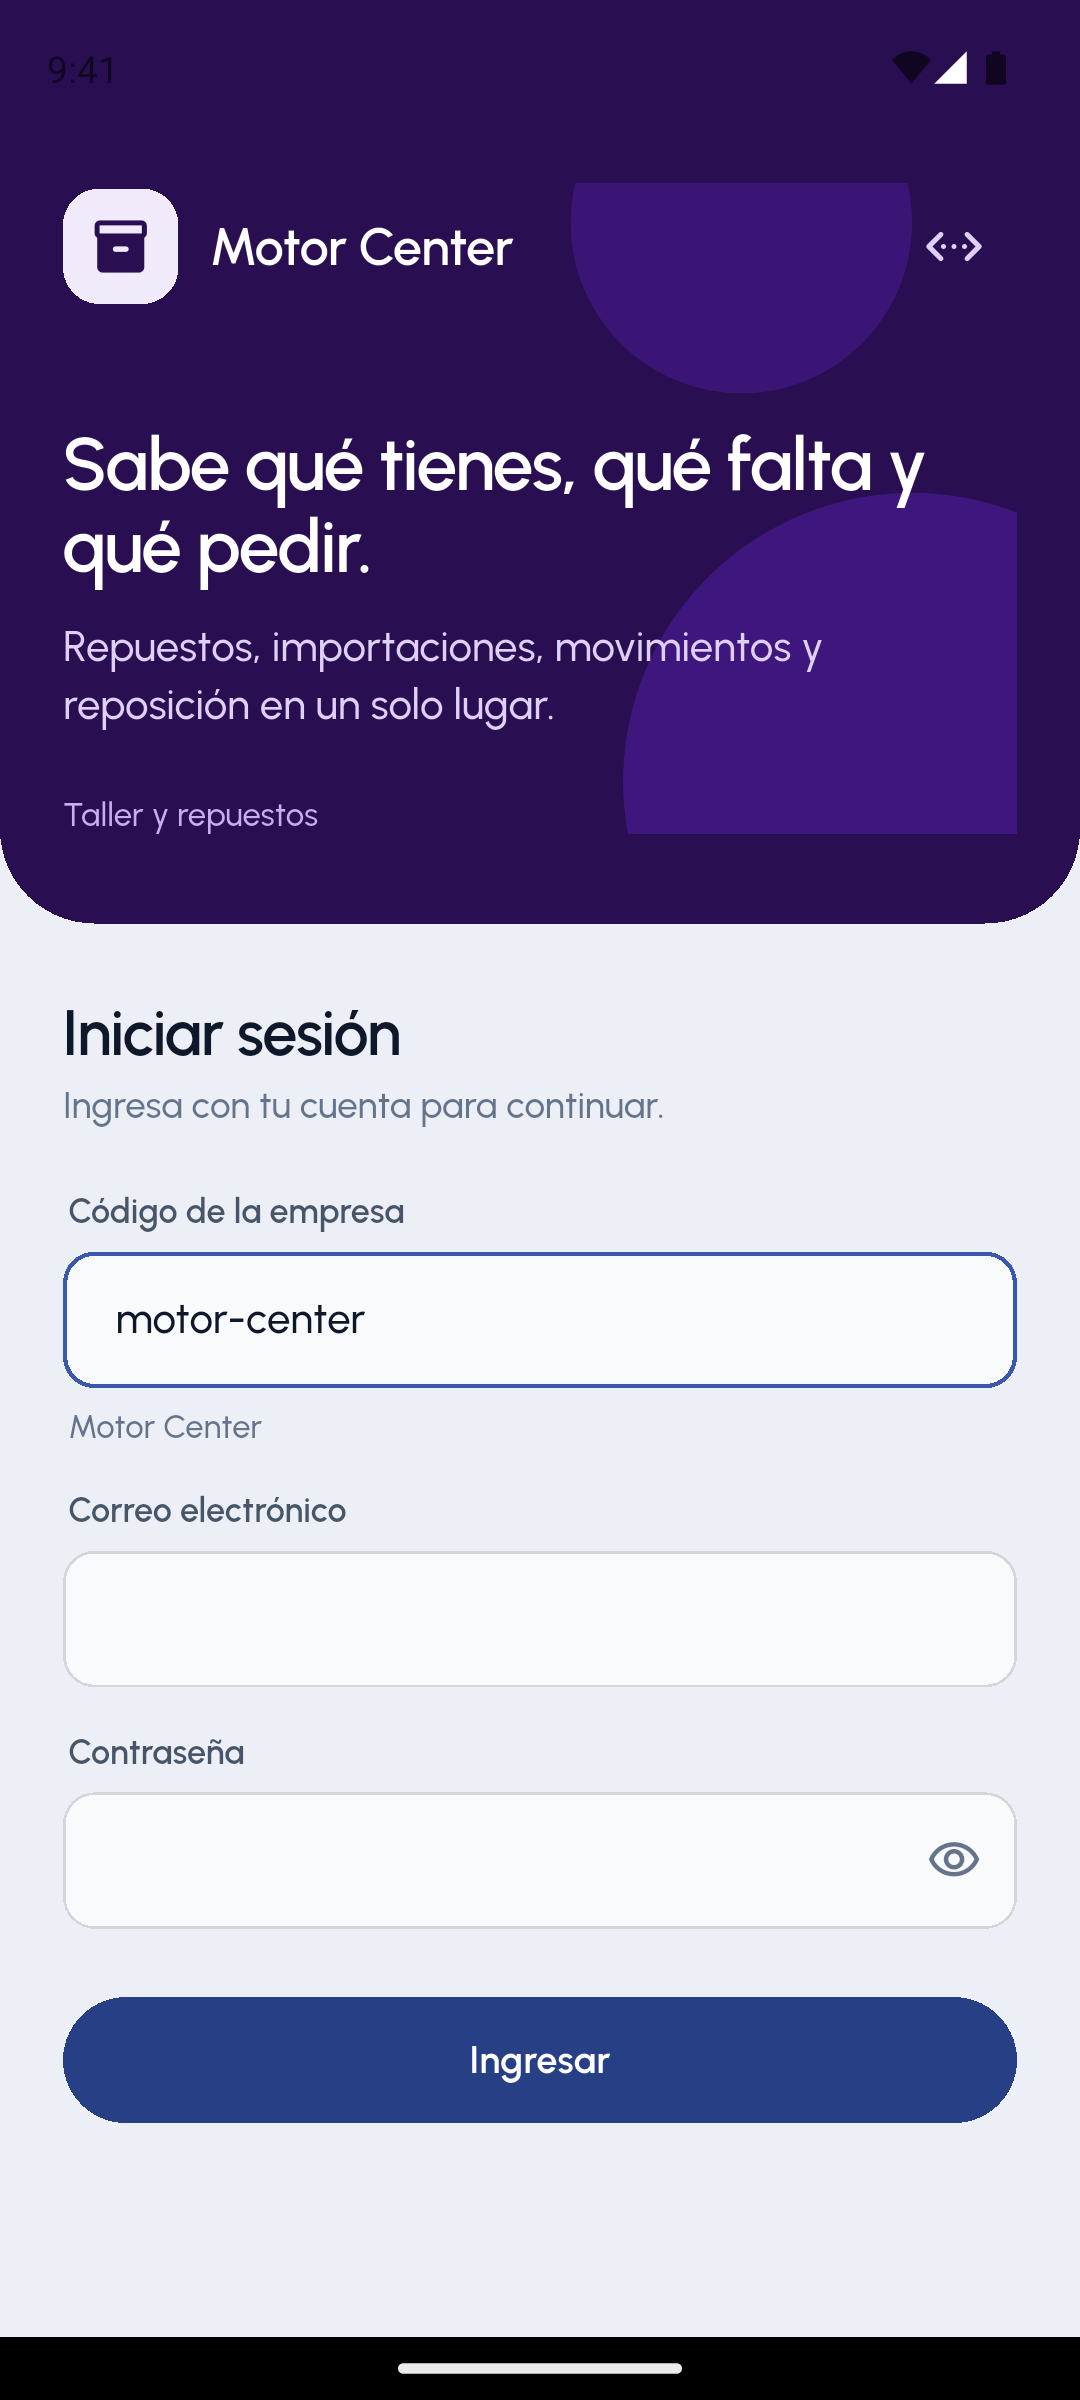 9:41
Motor Center
Sabe qué tienes, qué falta y
qué pedir.
Repuestos, importaciones, movimientos y
reposición en un solo lugar.
Taller y repuestos
Iniciar sesión
Ingresa con tu cuenta para continuar.
Código de la empresa
motor-center
Motor Center
Correo electrónico
Contraseña
Ingresar